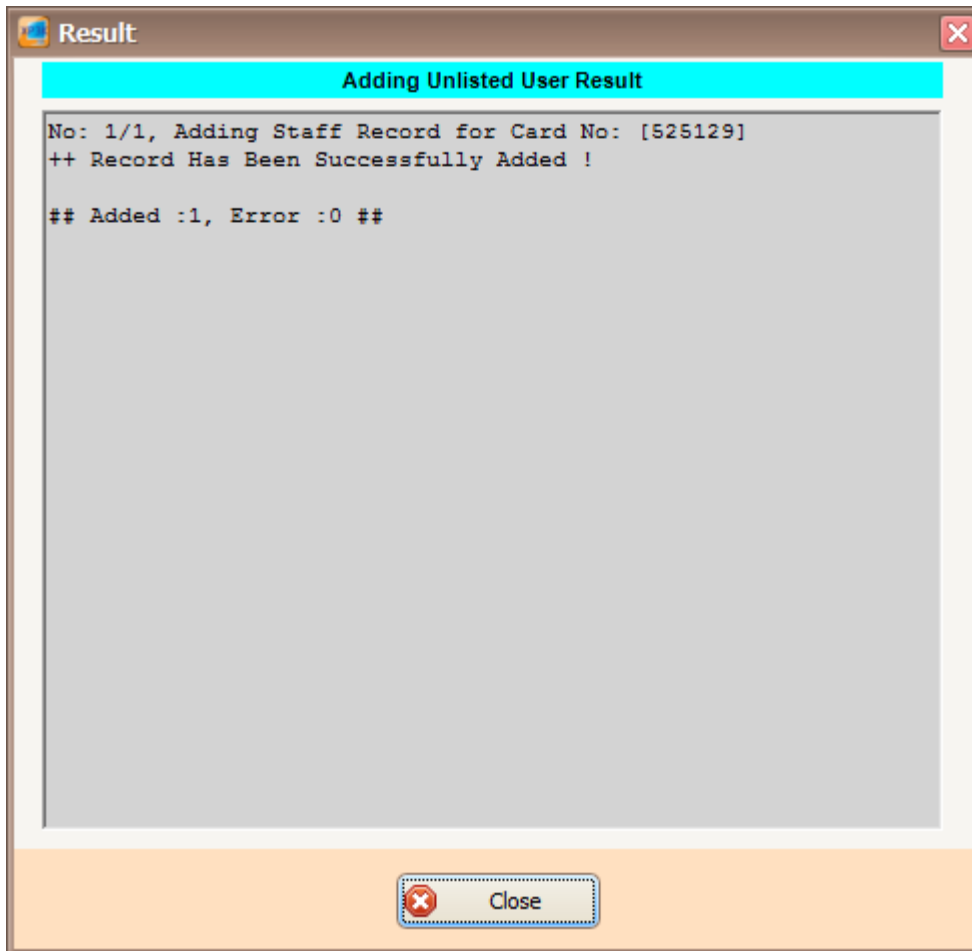 Result
Adding Unlisted User Result
No: 1/1, Adding Staff Record for Card No: [525129]
++ Record Has Been Successfully Added !
## Added :1, Error :0 ##
Close